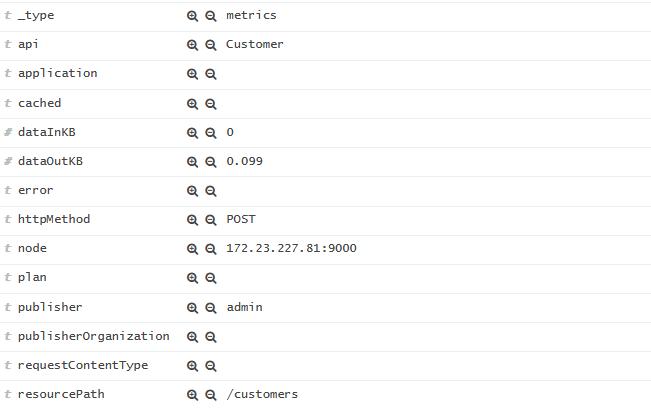 t _type metrics
t api Customer
t application
t cached
# dataInKB 0
# dataOutKB 0.099
t error
t httpMethod POST
t node 172.23.227.81:9000
t plan
t publisher admin
t publisherOrganization
t requestContentType
t resourcePath /customers